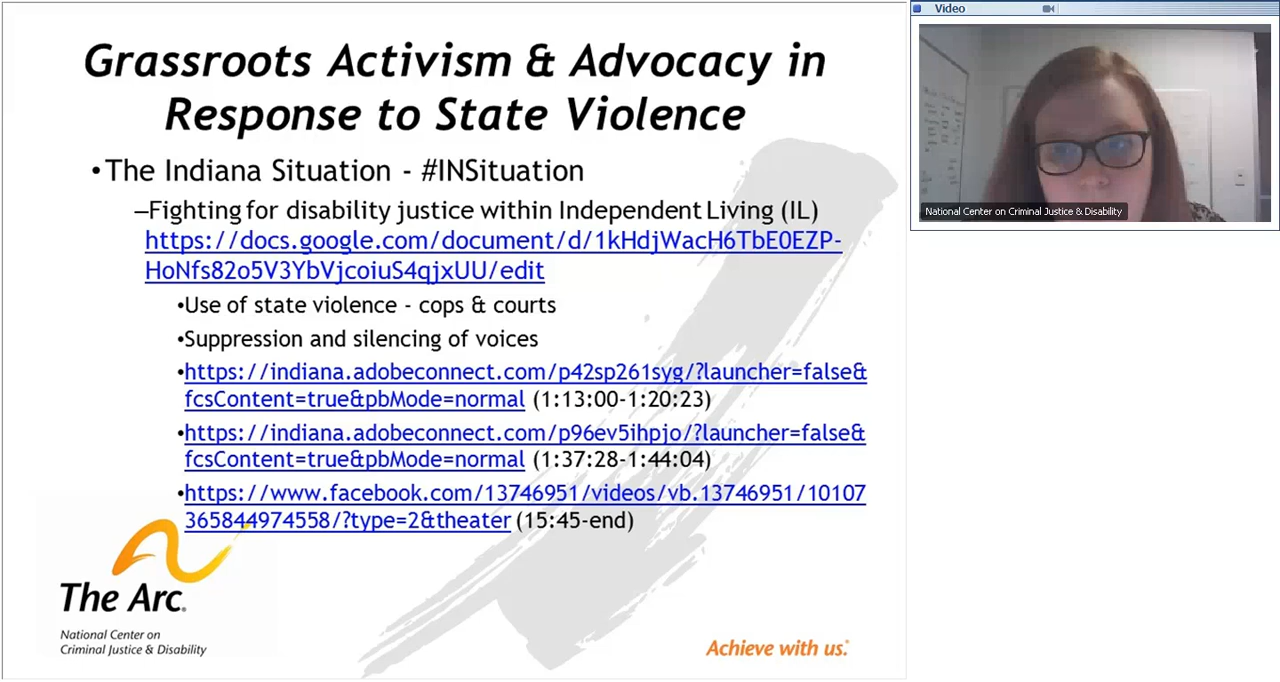 Grassroots Activism & Advocacy in
Response to State Violence
•The Indiana Situation - #INSituation
–Fighting for disability justice within Independent Living (IL)
https://docs.google.com/document/d/1kHdjWacH6TbE0EZP-
HoNfs82o5V3YbVjcoiuS4qjxUU/edit
•Use of state violence - cops & courts
•Suppression and silencing of voices
•https://indiana.adobeconnect.com/p42sp261syg/?launcher=false&
fcsContent=true&pbMode=normal (1:13:00-1:20:23)
•https://indiana.adobeconnect.com/p96ev5ihpjo/?launcher=false&
fcsContent=true&pbMode=normal (1:37:28-1:44:04)
•https://www.facebook.com/13746951/videos/vb.13746951/10107
365844974558/?type=2&theater (15:45-end)
The Arc®
National Center on
Criminal Justice & Disability
Achieve with us.®
Video
National Center on Criminal Justice & Disability